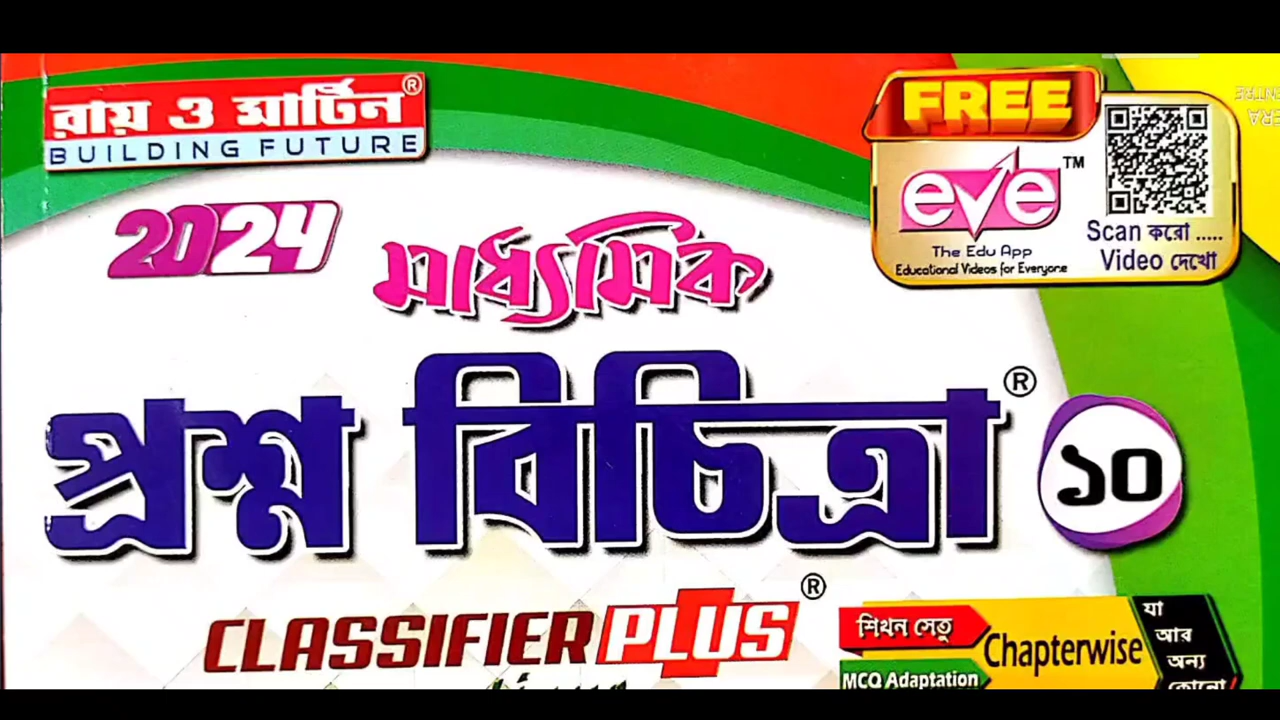 রায় ও মার্টিন®
BUILDING FUTURE
FREE
eve™
The Edu App
Educational Videos for Everyone
Scan করো .....
Video দেখো
2024
মাধ্যমিক
প্রশ্ন বিচিত্রা®
১০
CLASSIFIER PLUS®
শিখন সেতু
MCQ Adaptation
Chapterwise
যা
আর
অন্য
কোনো